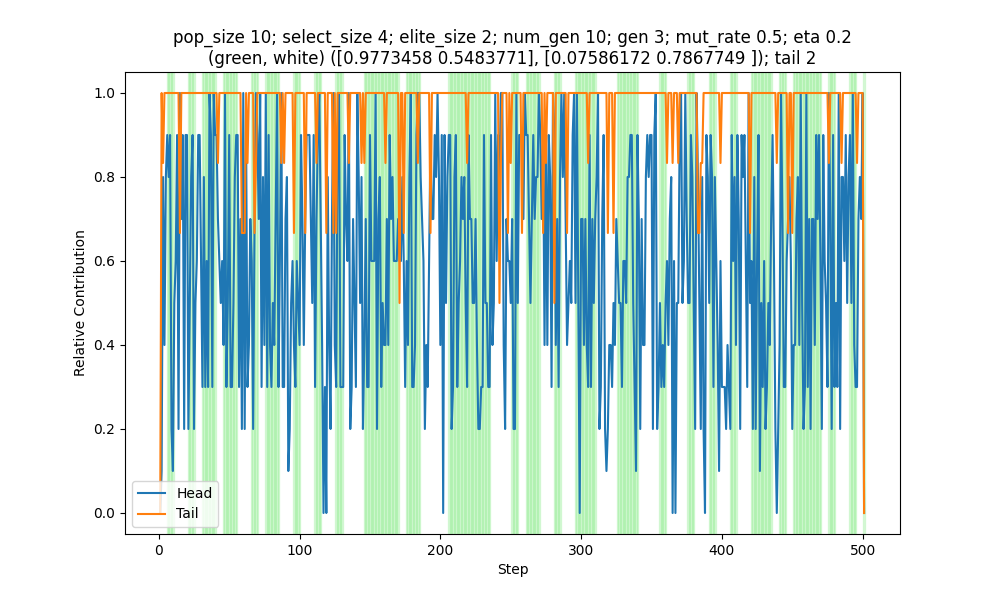 pop_size 10; select_size 4; elite_size 2; num_gen 10; gen 3; mut_rate 0.5; eta 0.2
(green, white) ([0.9773458 0.5483771], [0.07586172 0.7867749 ]); tail 2
1.0
0.8
0.6
0.4
0.2
0.0
Relative Contribution
Head
Tail
0
100
200
300
400
500
Step